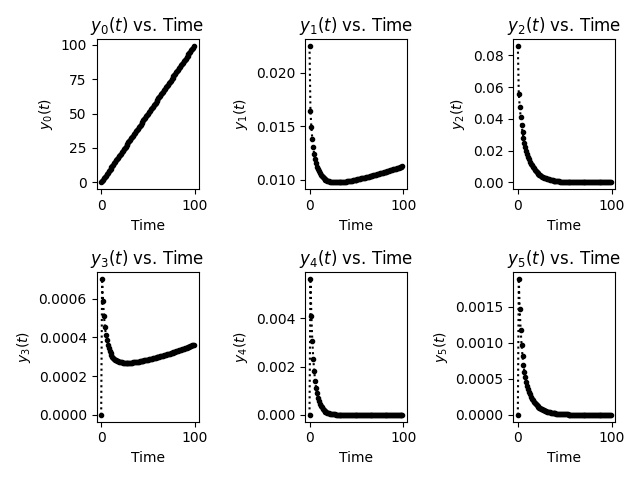 y₀(t) vs. Time
100
75
50
25
0
y₀(t)
0
100
Time
y₁(t) vs. Time
0.020
0.015
0.010
y₁(t)
0
100
Time
y₂(t) vs. Time
0.08
0.06
0.04
0.02
0.00
y₂(t)
0
100
Time
y₃(t) vs. Time
0.0006
0.0004
0.0002
0.0000
y₃(t)
0
100
Time
y₄(t) vs. Time
0.004
0.002
0.000
y₄(t)
0
100
Time
y₅(t) vs. Time
0.0015
0.0010
0.0005
0.0000
y₅(t)
0
100
Time